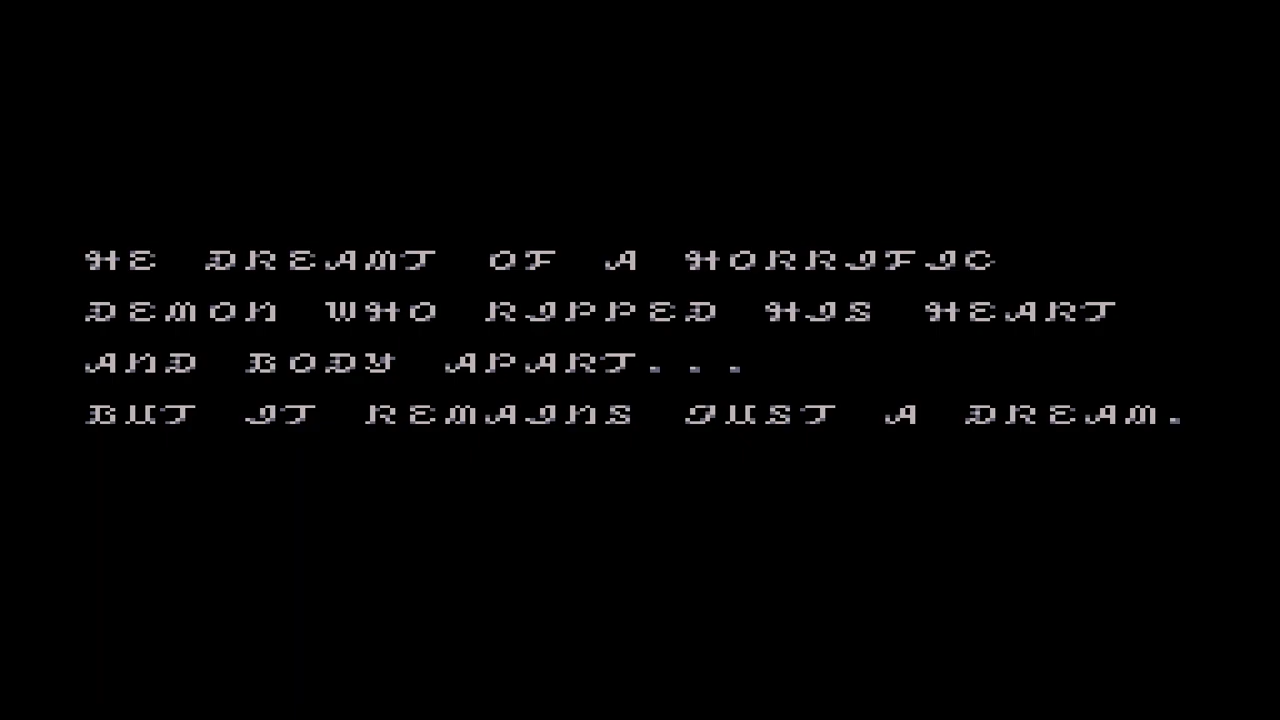 HE DREAMT OF A HORRIFIC
DEMON WHO RIPPED HIS HEART
AND BODY APART...
BUT IT REMAINS JUST A DREAM.